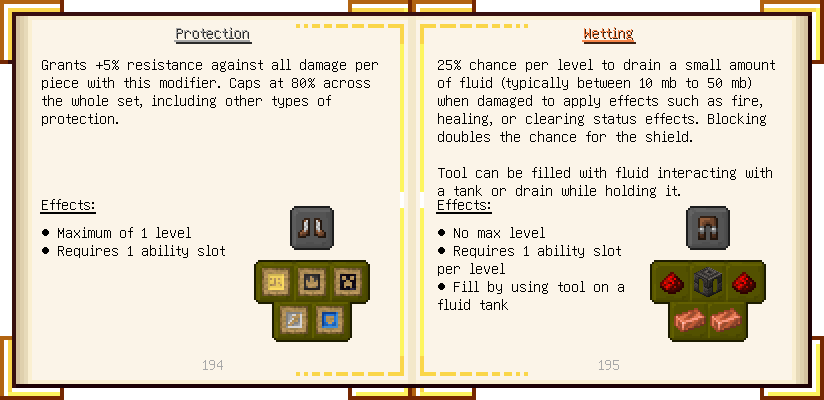 Protection
Grants +5% resistance against all damage per
piece with this modifier. Caps at 80% across
the whole set, including other types of
protection.
Effects:
● Maximum of 1 level
● Requires 1 ability slot
194
Wetting
25% chance per level to drain a small amount
of fluid (typically between 10 mb to 50 mb)
when damaged to apply effects such as fire,
healing, or clearing status effects. Blocking
doubles the chance for the shield.
Tool can be filled with fluid interacting with
a tank or drain while holding it.
Effects:
● No max level
● Requires 1 ability slot
per level
● Fill by using tool on a
fluid tank
195